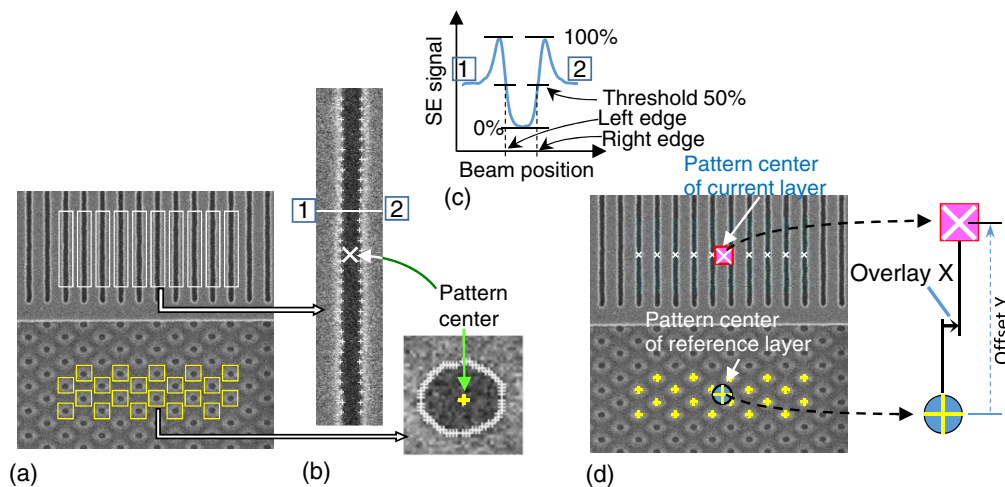 SE signal
1
2
100%
Threshold 50%
Left edge
Right edge
0%
Beam position
(c)
1
2
Pattern
center
(a)
(b)
Pattern center
of current layer
Pattern center
of reference layer
Overlay X
Offset Y
(d)